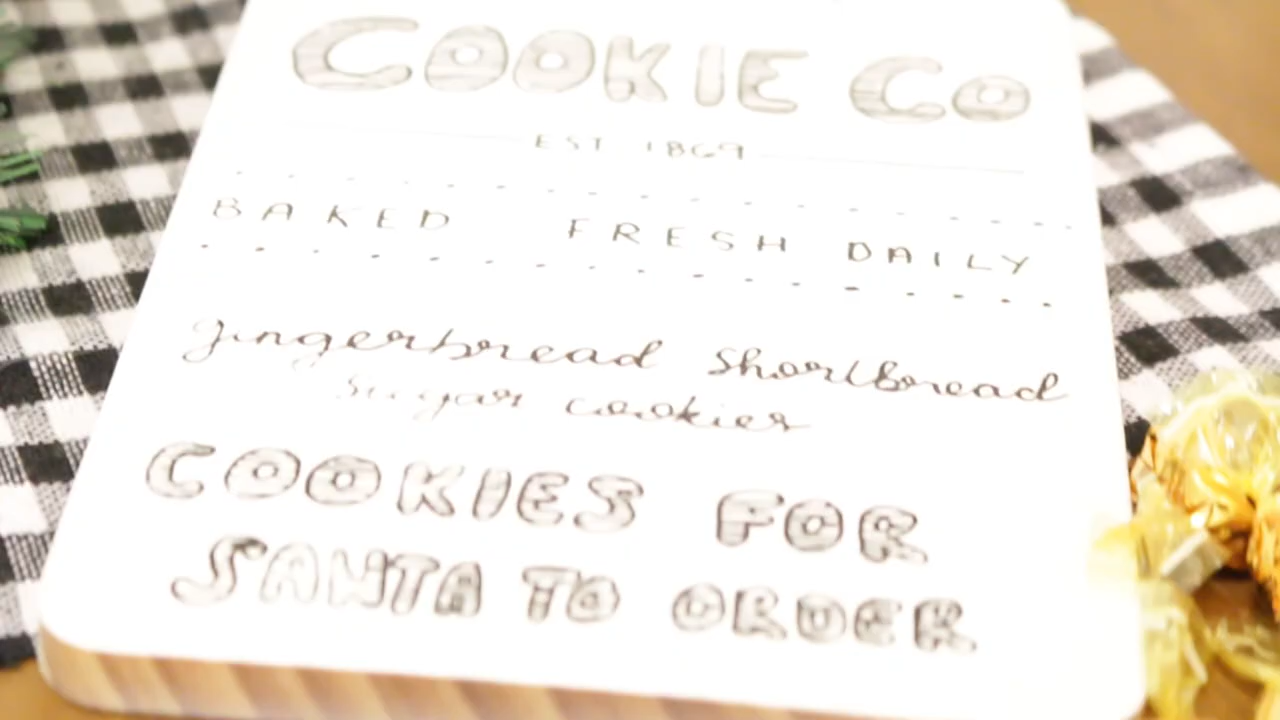 COOKIE CO
EST 1869
BAKED FRESH DAILY
gingerbread Shortbread
Sugar cookies
COOKIES FOR
SANTA TO ORDER